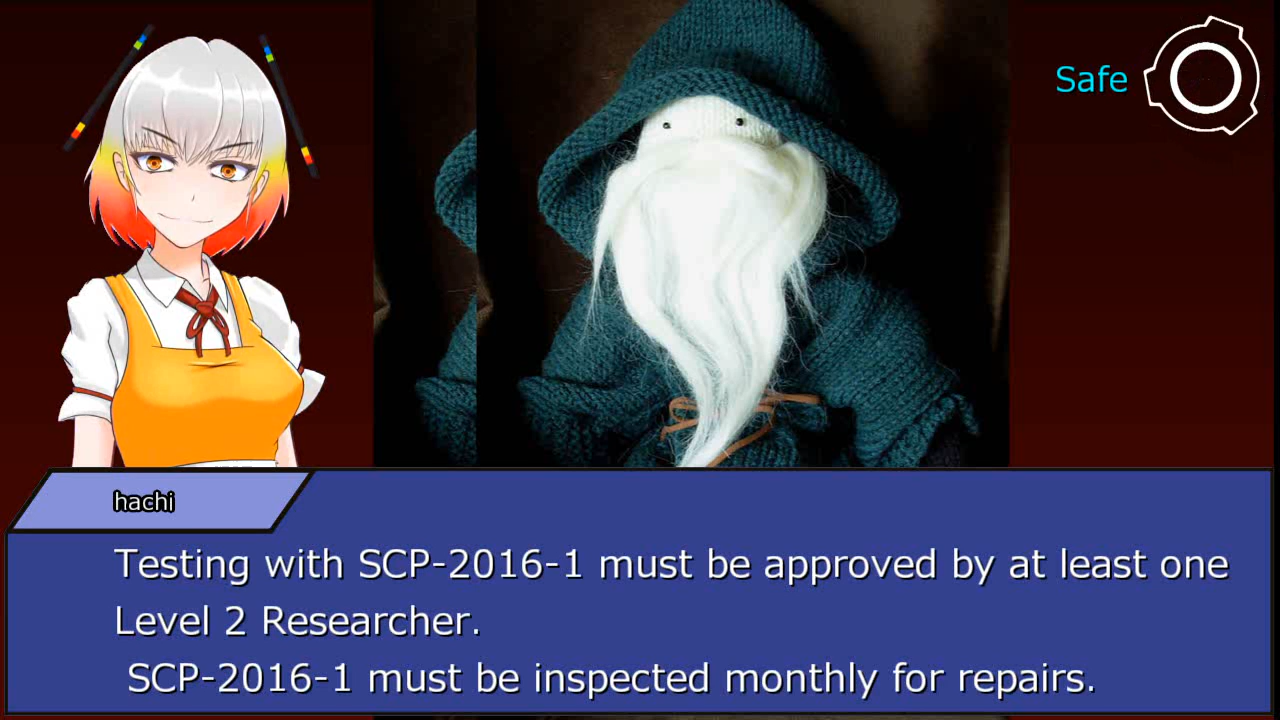 Safe
hachi
Testing with SCP-2016-1 must be approved by at least one
Level 2 Researcher.
SCP-2016-1 must be inspected monthly for repairs.